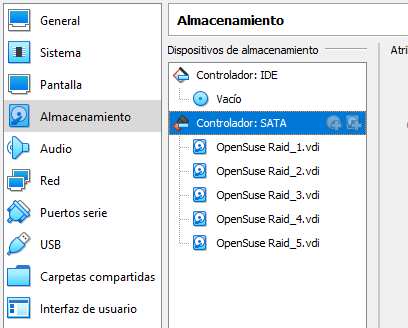 General
Sistema
Pantalla
Almacenamiento
Audio
Red
Puertos serie
USB
Carpetas compartidas
Interfaz de usuario
Almacenamiento
Dispositivos de almacenamiento
Atri
Controlador: IDE
Vacío
Controlador: SATA
OpenSuse Raid_1.vdi
OpenSuse Raid_2.vdi
OpenSuse Raid_3.vdi
OpenSuse Raid_4.vdi
OpenSuse Raid_5.vdi